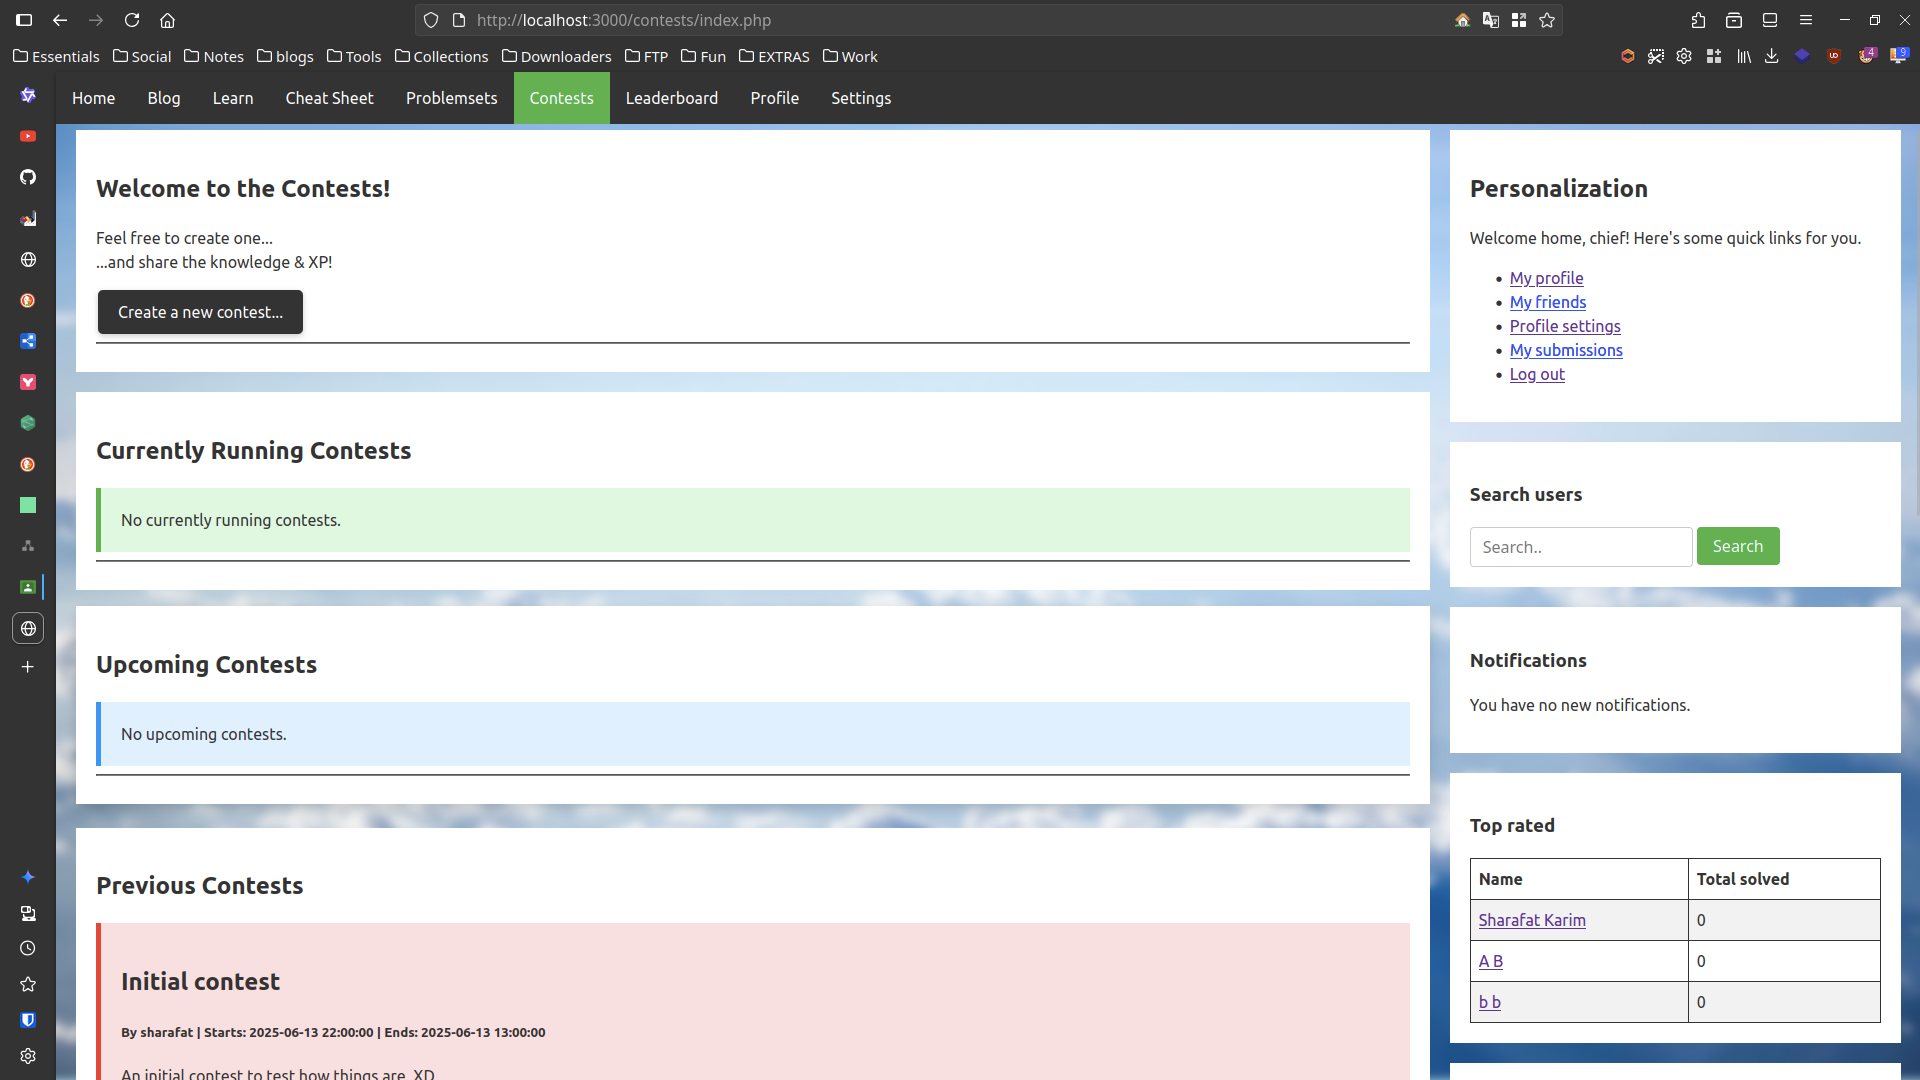 http://localhost:3000/contests/index.php
Essentials Social Notes blogs Tools Collections Downloaders FTP Fun EXTRAS Work
4 9
Home Blog Learn Cheat Sheet Problemsets Contests Leaderboard Profile Settings
Welcome to the Contests!
Feel free to create one...
...and share the knowledge & XP!
Create a new contest...
Currently Running Contests
No currently running contests.
Upcoming Contests
No upcoming contests.
Previous Contests
Initial contest
By sharafat | Starts: 2025-06-13 22:00:00 | Ends: 2025-06-13 13:00:00
An initial contest to test how things are. XD
Personalization
Welcome home, chief! Here's some quick links for you.
My profile
My friends
Profile settings
My submissions
Log out
Search users
Search.. Search
Notifications
You have no new notifications.
Top rated
Name Total solved
Sharafat Karim 0
A B 0
b b 0